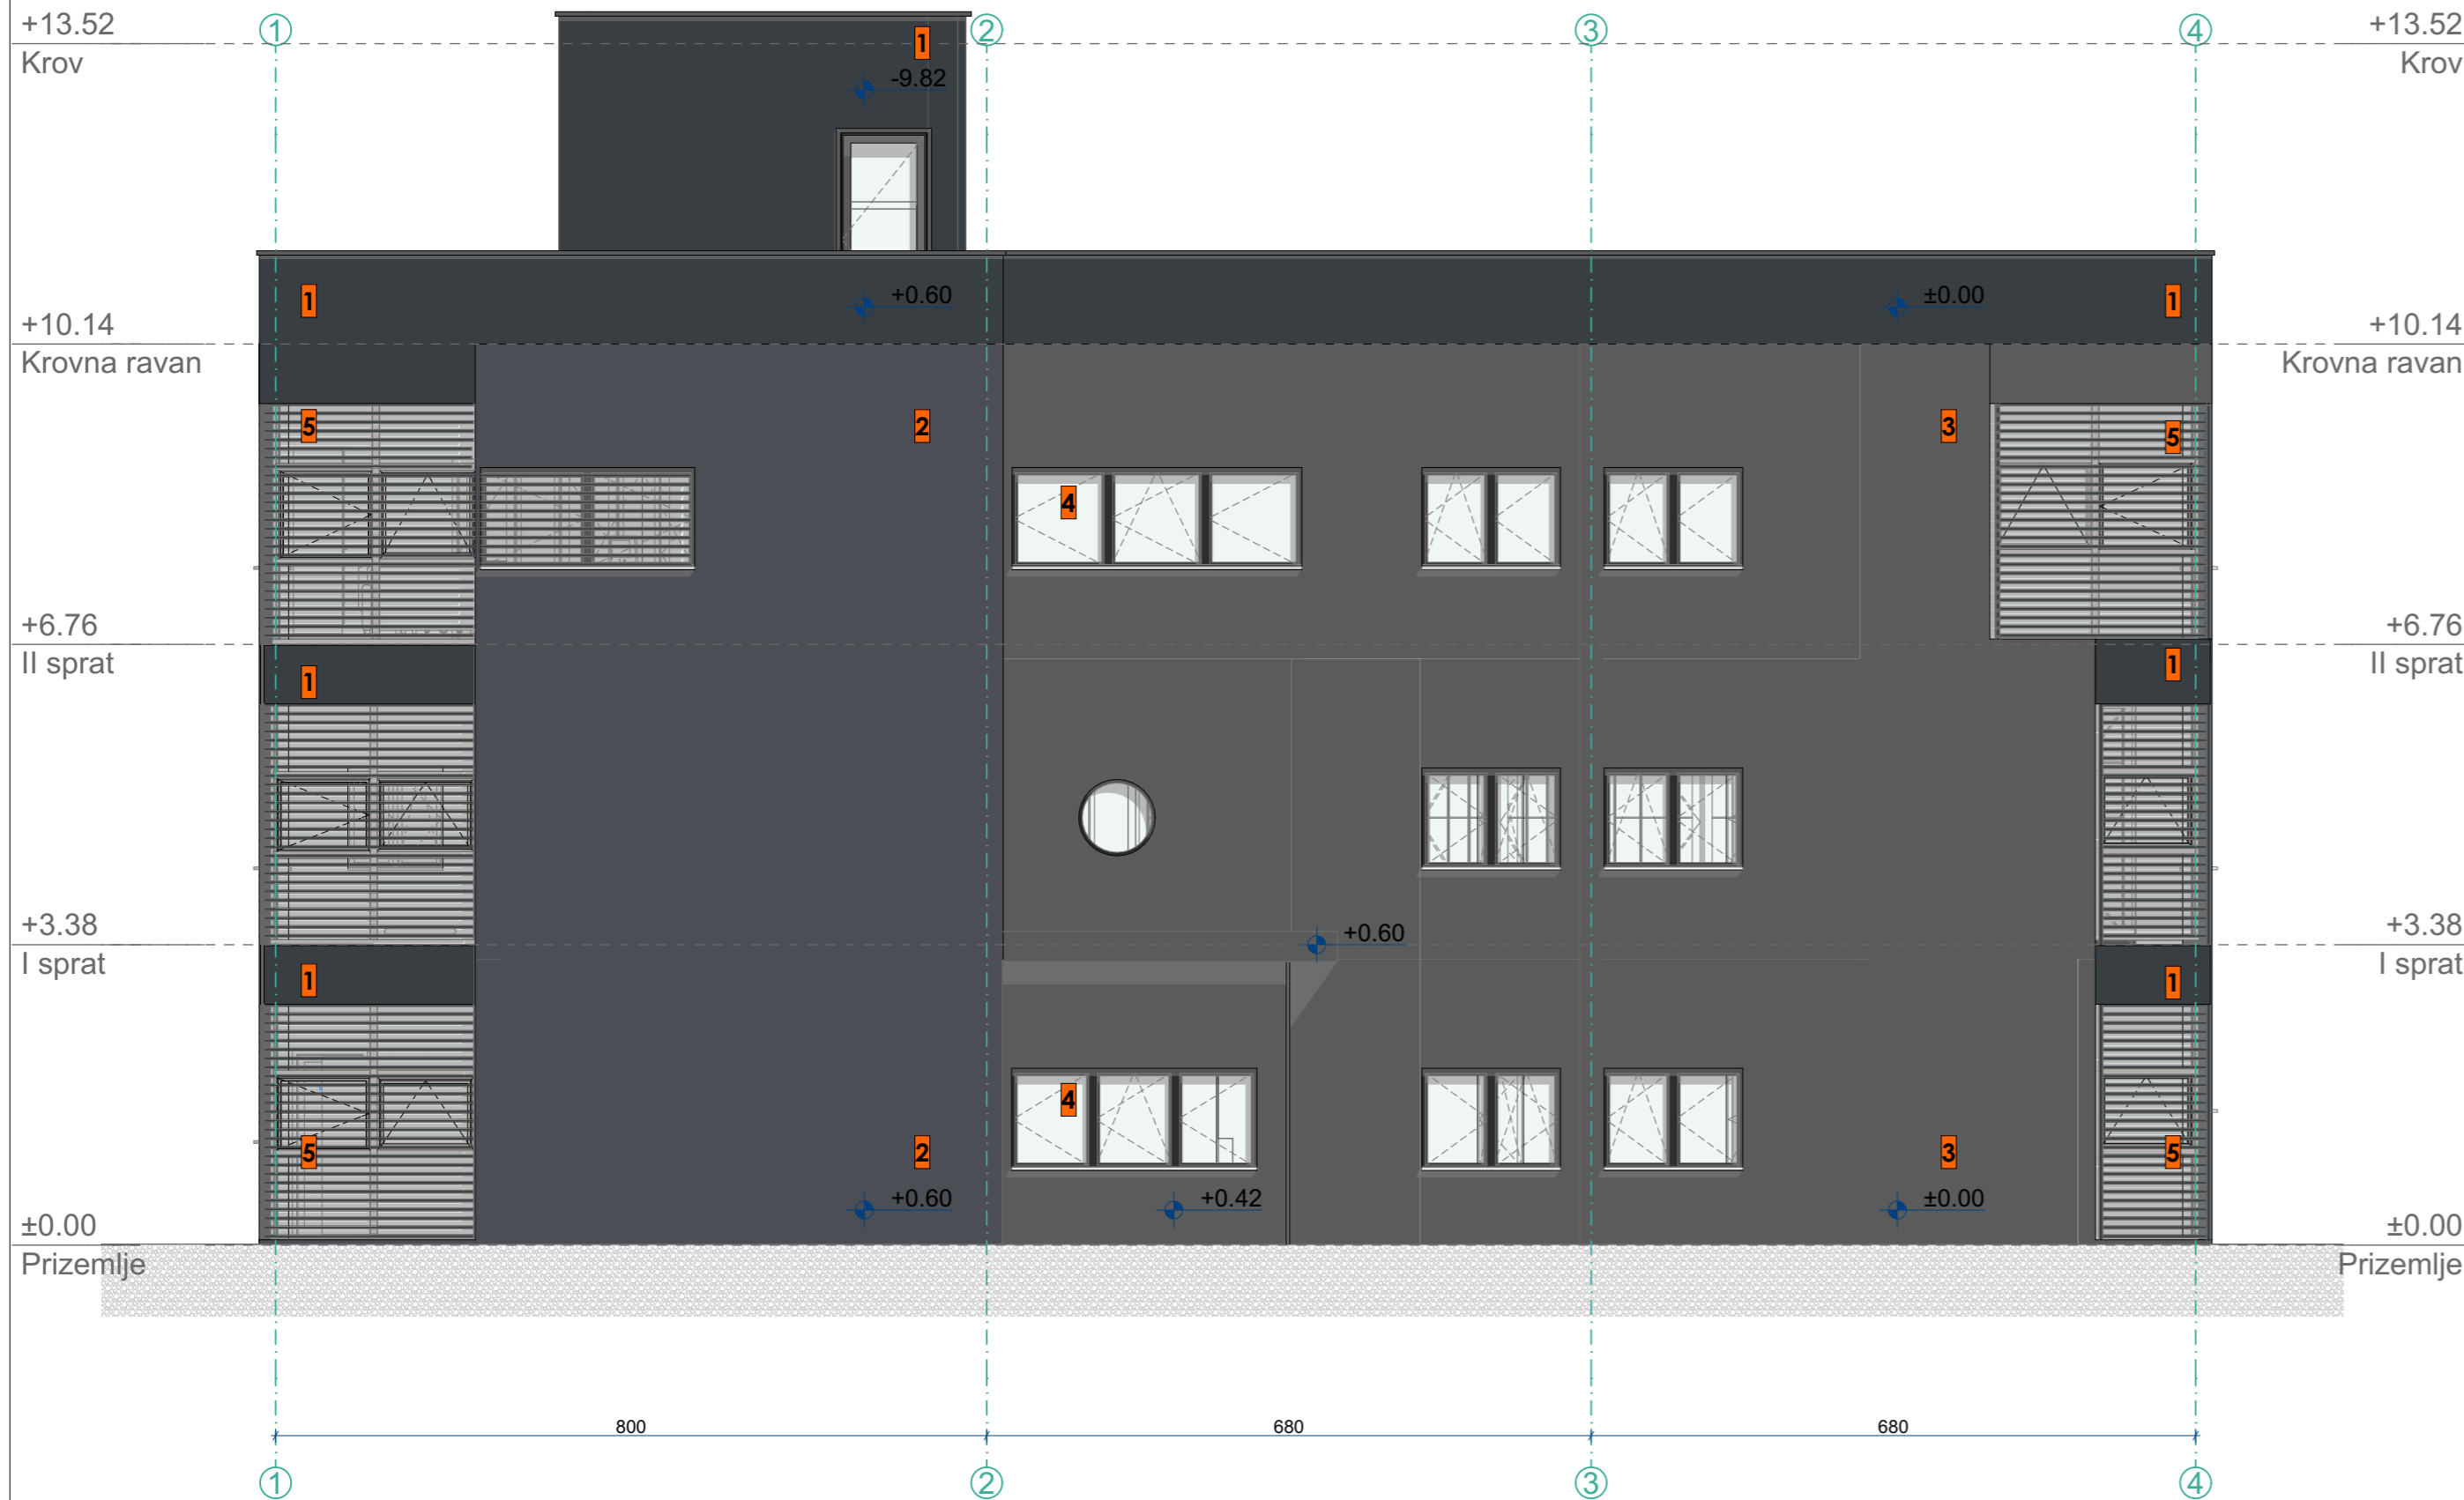 +13.52 1 2 3 4 +13.52
Krov 1 Krov
-9.82
1 +0.60 ±0.00 1
+10.14 +10.14
Krovna ravan Krovna ravan
5 2 3 5
4
+6.76 +6.76
II sprat 1 1 II sprat
+3.38 +0.60 +3.38
I sprat 1 1 I sprat
4
5 2 3 5
+0.60 +0.42 ±0.00
±0.00 ±0.00
Prizemlje Prizemlje
800 680 680
1 2 3 4